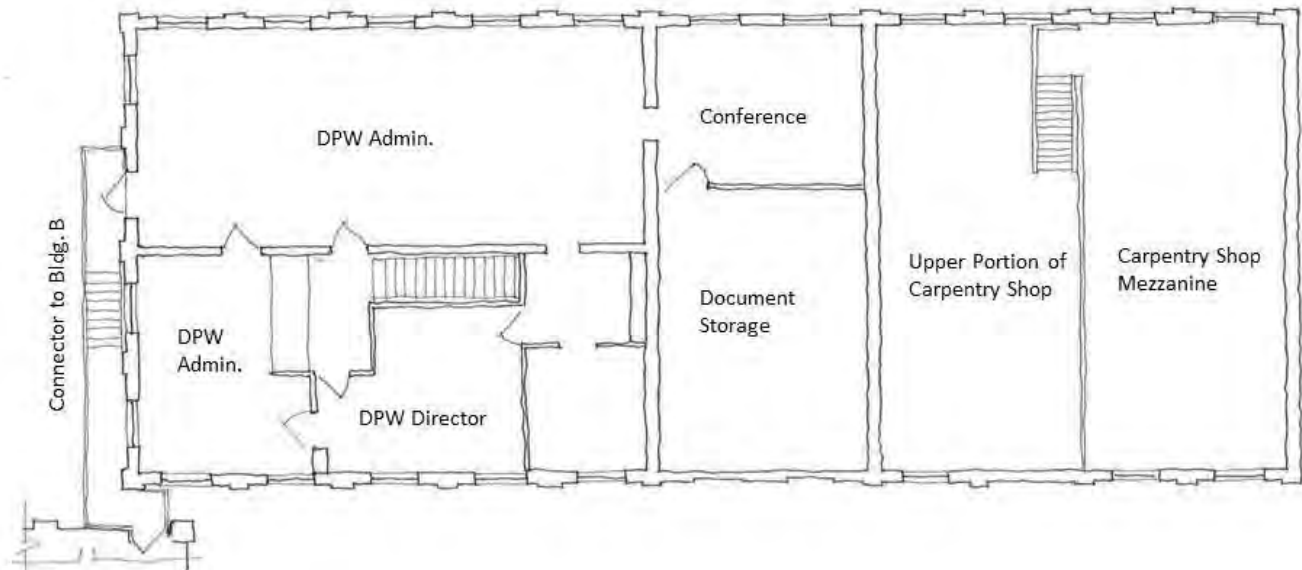 DPW Admin.
Conference
Connector to Bldg. B
DPW
Admin.
DPW Director
Document
Storage
Upper Portion of
Carpentry Shop
Carpentry Shop
Mezzanine